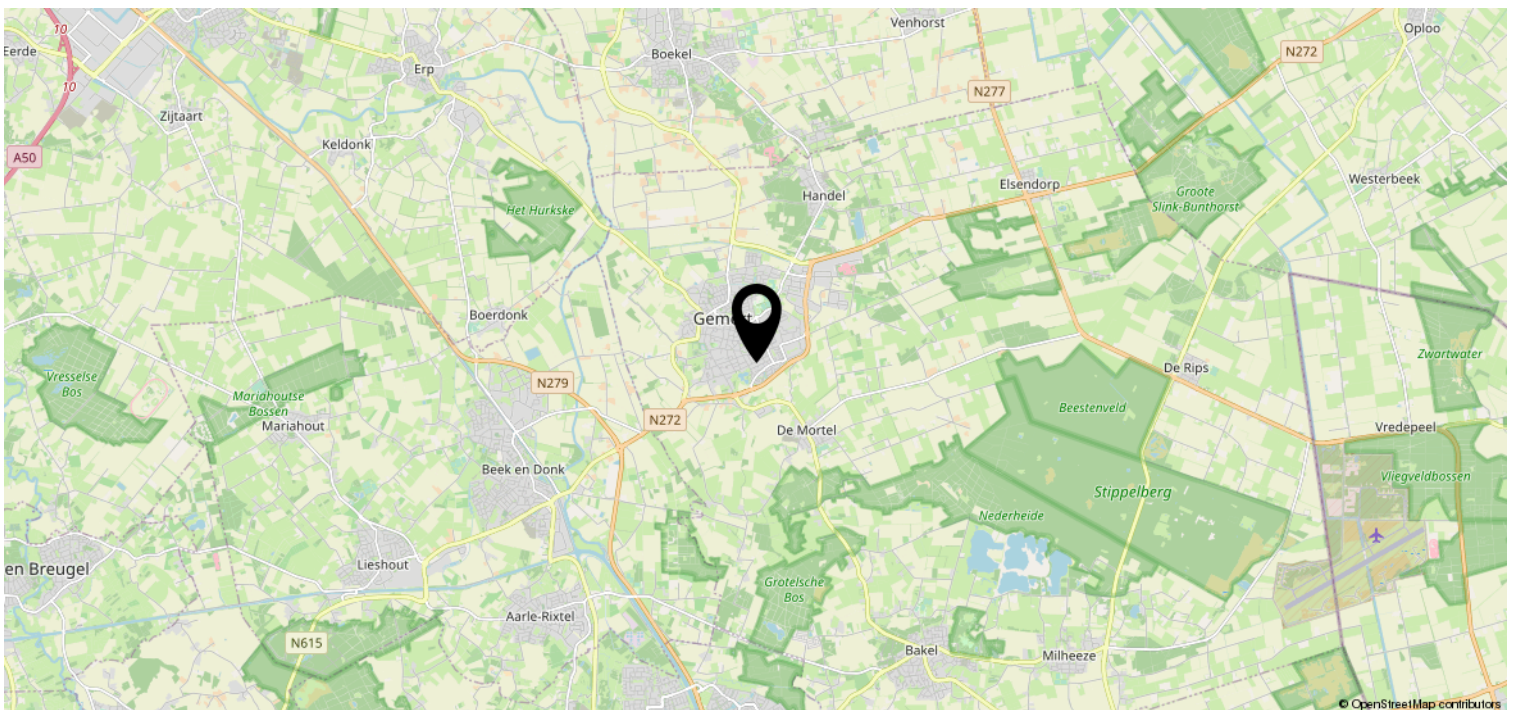 10
Eerde
10
Erp
Boekel
Venhorst
Oploo
N272
N277
Zijtaart
A50
Keldonk
Het Hurkske
Handel
Elsendorp
Groote
Slink-Bunthorst
Westerbeek
Boerdonk
Vresselse
Bos
Mariahoutse
Bossen
Mariahout
N279
N272
De Mortel
Beestenveld
De Rips
Zwartwater
Vredepeel
Beek en Donk
Stippelberg
Vliegveldbossen
Nederheide
en Breugel
Lieshout
Grotelsche
Bos
Aarle-Rixtel
N615
Bakel
Milheeze
© OpenStreetMap contributors